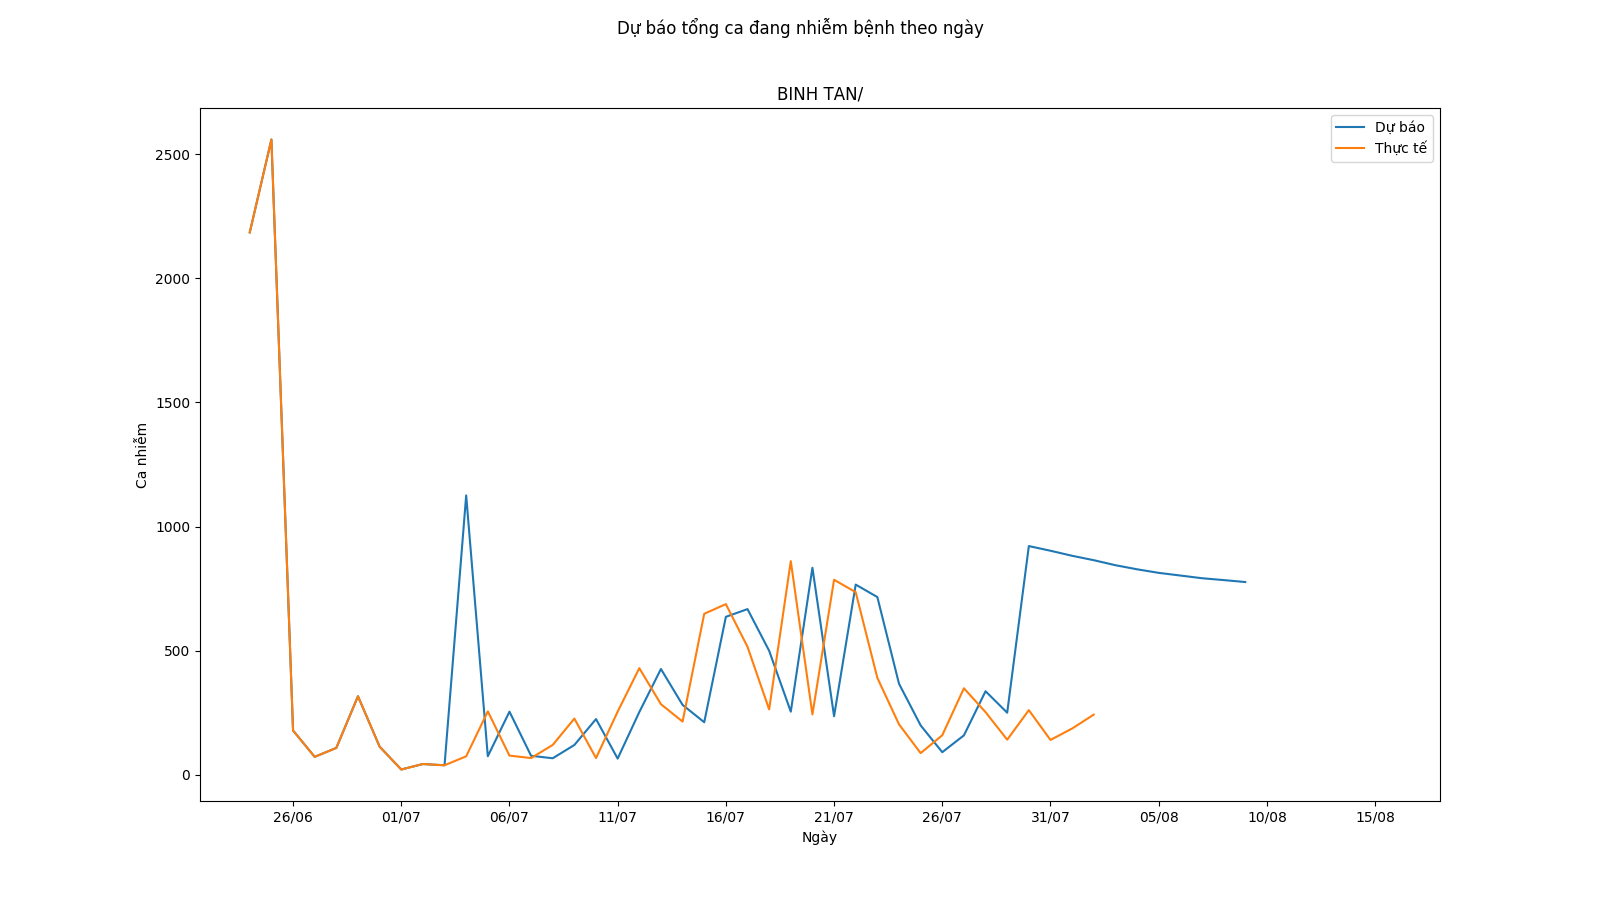 Dự báo tổng ca đang nhiễm bệnh theo ngày
BINH TAN/
Dự báo
Thực tế
2500
2000
1500
1000
500
0
Ca nhiễm
26/06 01/07 06/07 11/07 16/07 21/07 26/07 31/07 05/08 10/08 15/08
Ngày